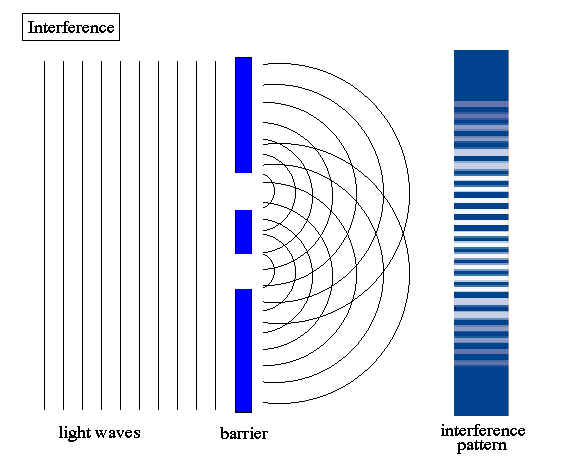 Interference
light waves
barrier
interference
pattern